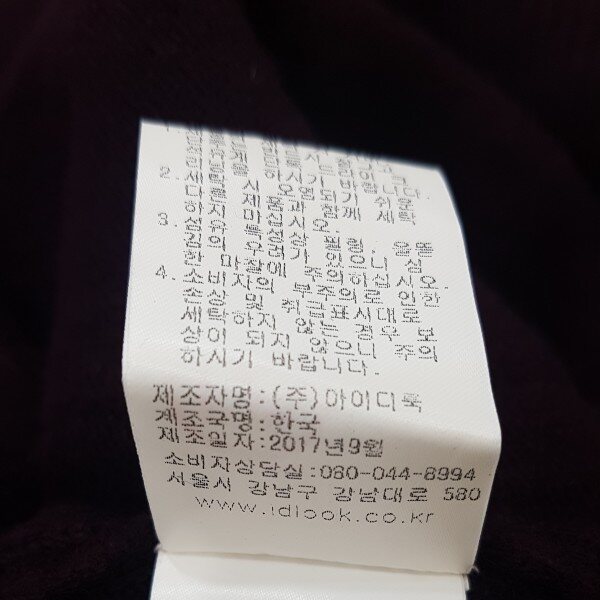 2. 세탁시 열 되기 쉬운
다른 제품과 함께 세탁
하지 마십시오.
3. 섬유 특성상 필링, 올뜯
김의 우려가 있으니 심
한 마찰에 주의하십시오.
4. 소비자의 부주의로 인한
손상 및 취급표시대로
세탁하지 않는 경우 보
상이 되지 않으니 주의
하시기 바랍니다.
제조자명:(주)아이디룩
제조국명:한국
제조일자:2017년9월
소비자상담실:080-044-8994
서울시 강남구 강남대로 580
www.idlook.co.kr